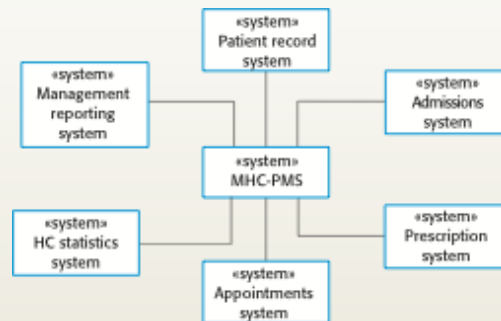 «system»
Patient record
system
«system»
Management
reporting
system
«system»
Admissions
system
«system»
MHC-PMS
«system»
HC statistics
system
«system»
Prescription
system
«system»
Appointments
system